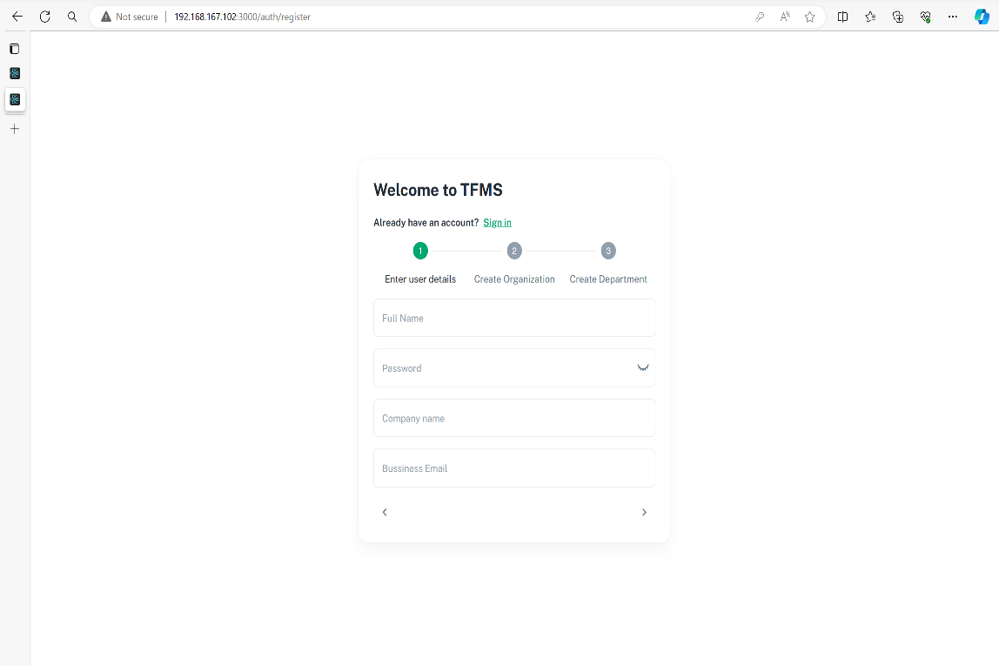 Not secure 192.168.167.102:3000/auth/register
Welcome to TFMS
Already have an account? Sign in
1 2 3
Enter user details Create Organization Create Department
Full Name
Password
Company name
Bussiness Email